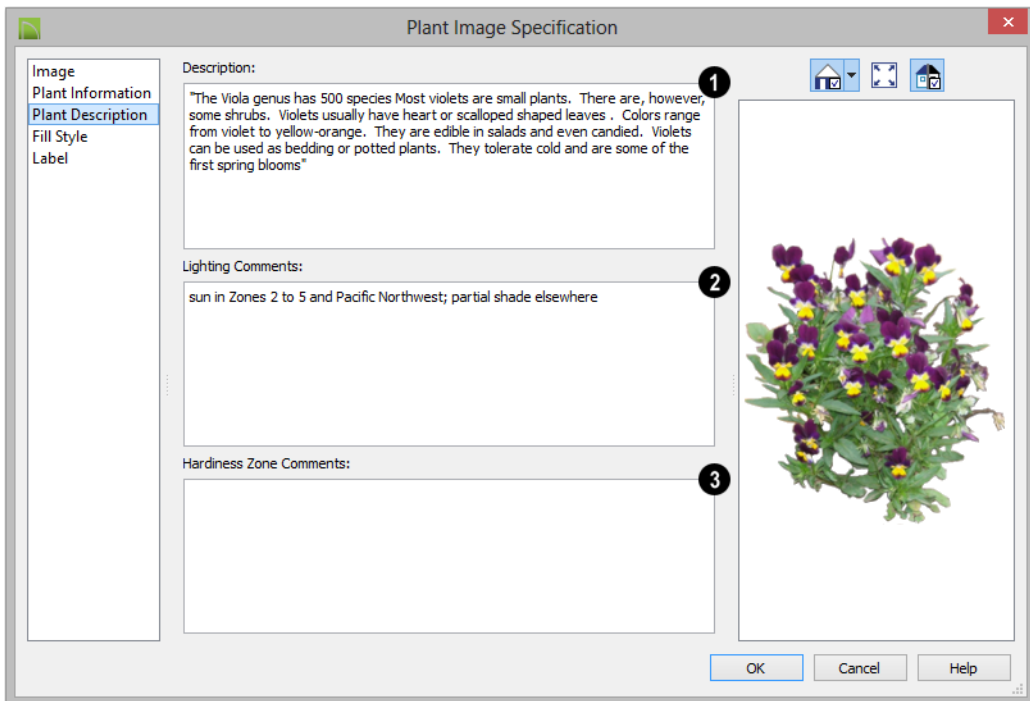 Plant Image Specification
Image
Plant Information
Plant Description
Fill Style
Label
Description:
1
"The Viola genus has 500 species Most violets are small plants.  There are, however,
some shrubs.  Violets usually have heart or scalloped shaped leaves .  Colors range
from violet to yellow-orange.  They are edible in salads and even candied.  Violets
can be used as bedding or potted plants.  They tolerate cold and are some of the
first spring blooms"
Lighting Comments:
2
sun in Zones 2 to 5 and Pacific Northwest; partial shade elsewhere
Hardiness Zone Comments:
3
OK
Cancel
Help